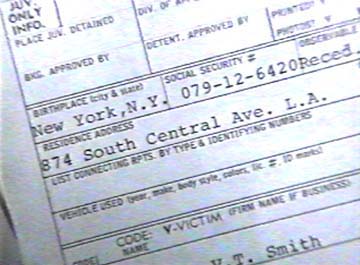 JUV
ONLY
INFO.
DIV. OF A
PRINTED? Y
PLACE JUV. DETAINED
DETENT. APPROVED BY
PHOTOS? Y
BKG. APPROVED BY
OBSERVABLE
BIRTHPLACE (city & state)
SOCIAL SECURITY #
New York,N.Y.
079-12-6420
Reced
RESIDENCE ADDRESS
874 South Central Ave. L.A.
LIST CONNECTING RPTS. BY TYPE & IDENTIFYING NUMBERS
VEHICLE USED (year, make, body style, colors, lic. #, ID marks)
CODE: V-VICTIM (FIRM NAME IF BUSINESS)
CODE
NAME
V.T. Smith